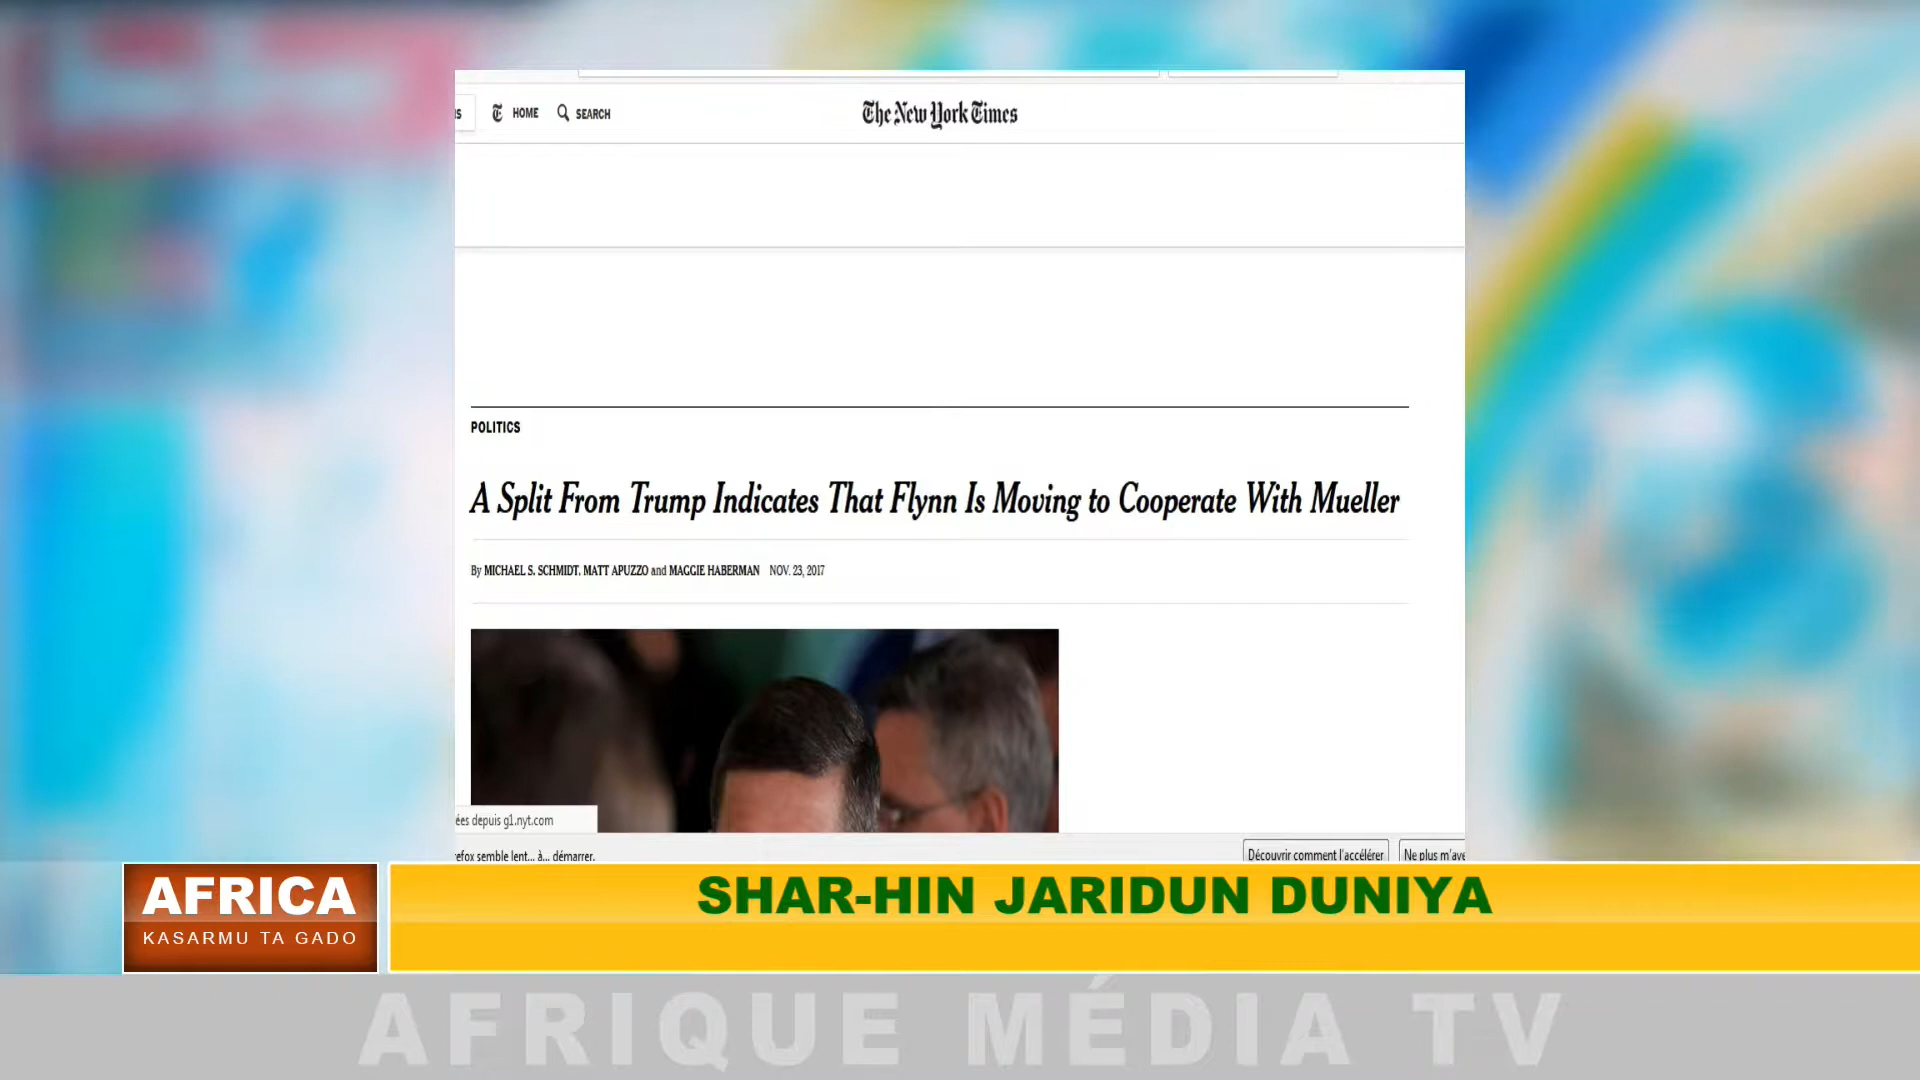 HOME
SEARCH
The New York Times
POLITICS
A Split From Trump Indicates That Flynn Is Moving to Cooperate With Mueller
By MICHAEL S. SCHMIDT, MATT APUZZO and MAGGIE HABERMAN NOV. 23, 2017
ées depuis g1.nyt.com
refox semble lent... à... démarrer.
Découvrir comment l'accélérer
Ne plus m'ave
AFRICA
KASARMU TA GADO
SHAR-HIN JARIDUN DUNIYA
AFRIQUE MÉDIA TV